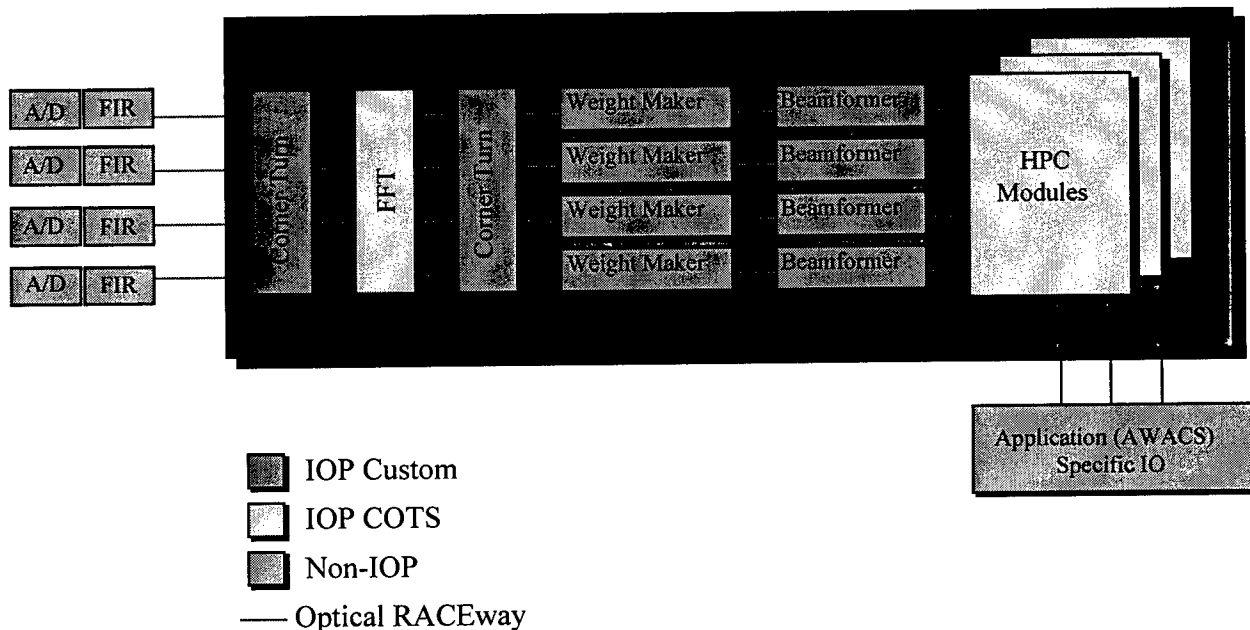 A/D FIR
A/D FIR
A/D FIR
A/D FIR
Corner Turn
FFT
Corner Turn
Weight Maker
Weight Maker
Weight Maker
Weight Maker
Beamformer
Beamformer
Beamformer
Beamformer
HPC
Modules
Application (AWACS)
Specific IO
IOP Custom
IOP COTS
Non-IOP
Optical RACEway